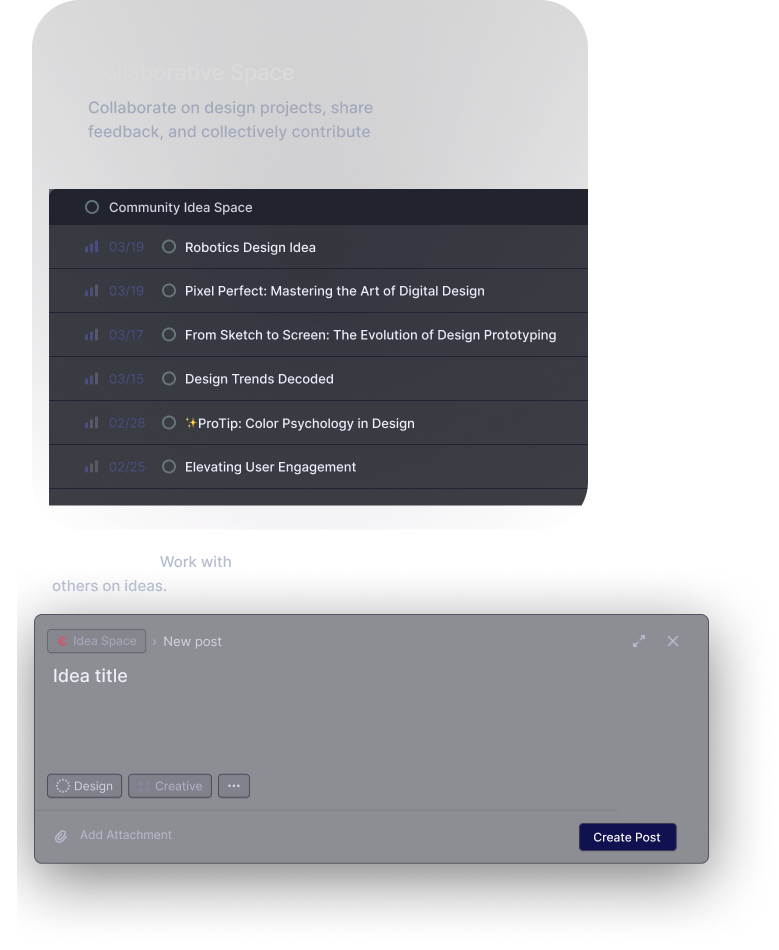 Collaborative Space
Collaborate on design projects, share
feedback, and collectively contribute
Community Idea Space
03/19 Robotics Design Idea
03/19 Pixel Perfect: Mastering the Art of Digital Design
03/17 From Sketch to Screen: The Evolution of Design Prototyping
03/15 Design Trends Decoded
02/28 ✨ProTip: Color Psychology in Design
02/25 Elevating User Engagement
Work with
others on ideas.
Idea Space › New post
Idea title
Design Creative •••
Add Attachment Create Post